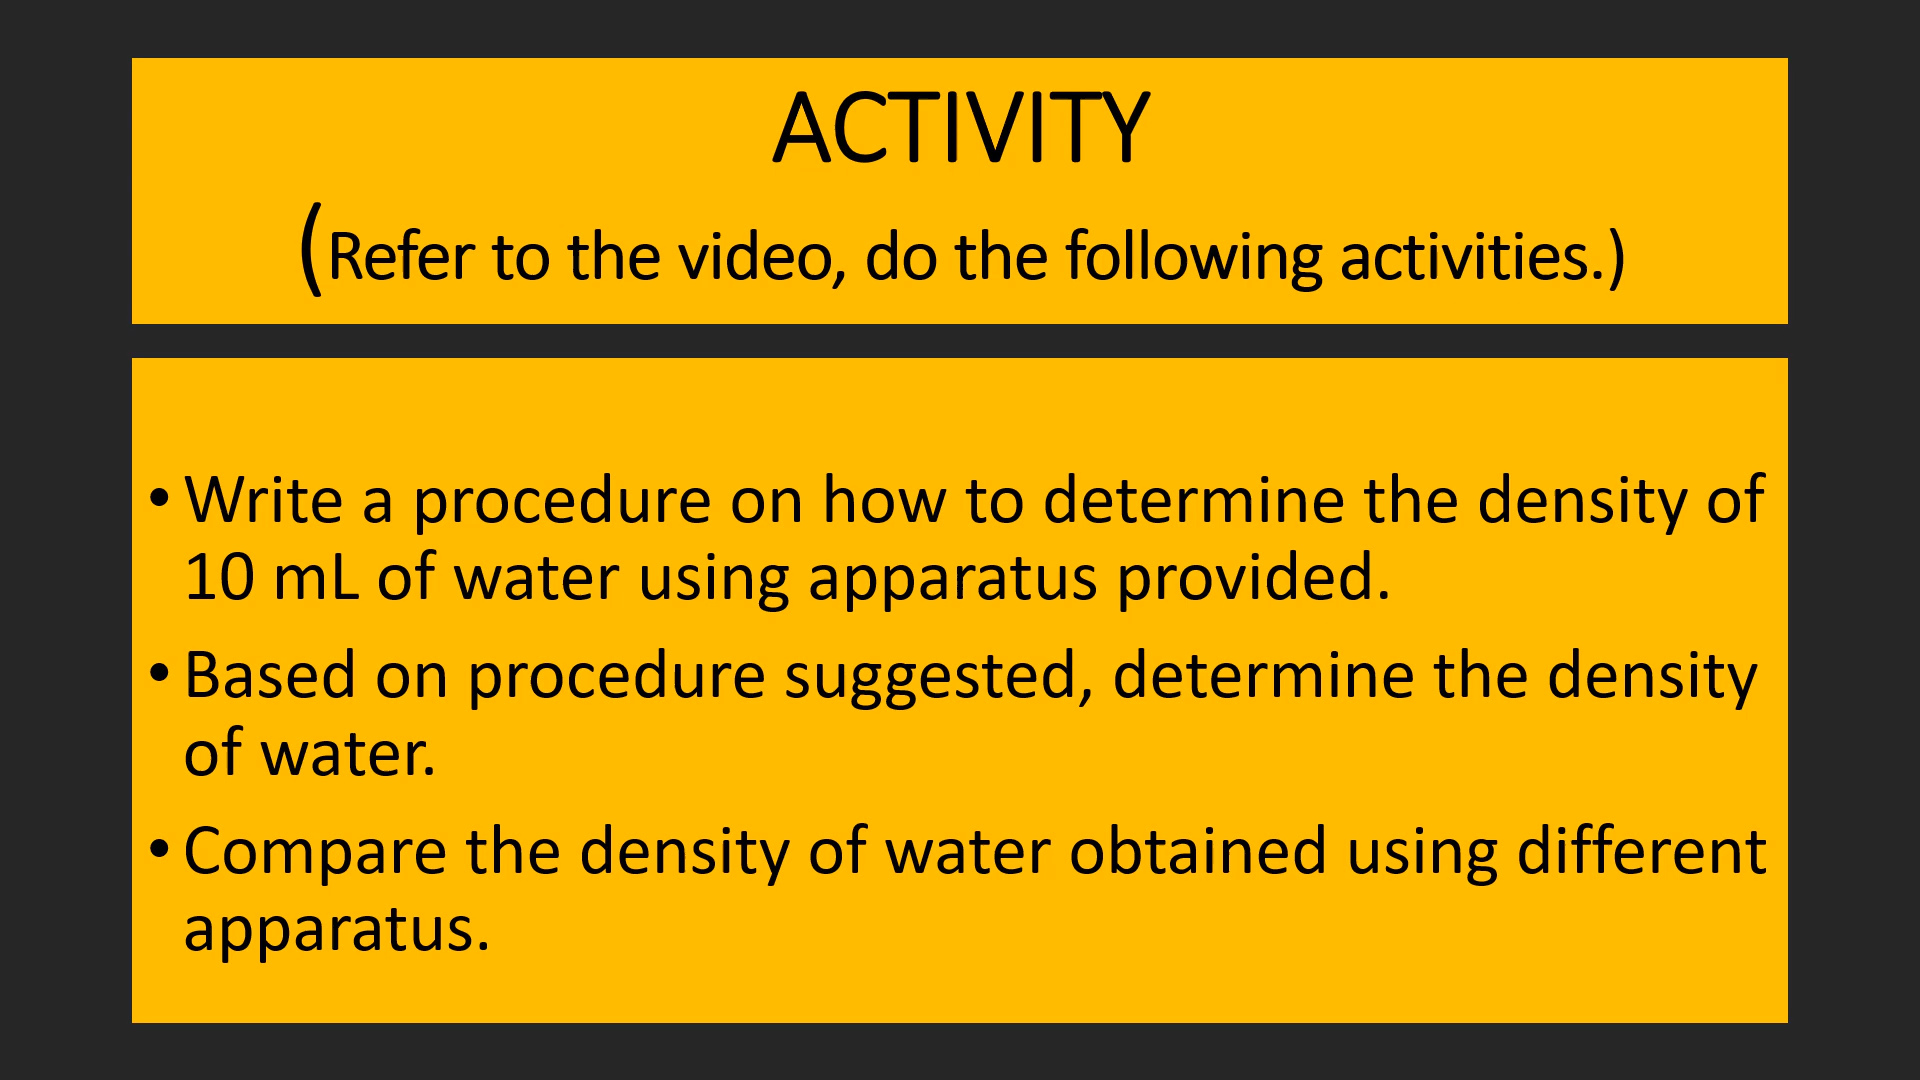 ACTIVITY
(Refer to the video, do the following activities.)
• Write a procedure on how to determine the density of
10 mL of water using apparatus provided.
• Based on procedure suggested, determine the density
of water.
• Compare the density of water obtained using different
apparatus.